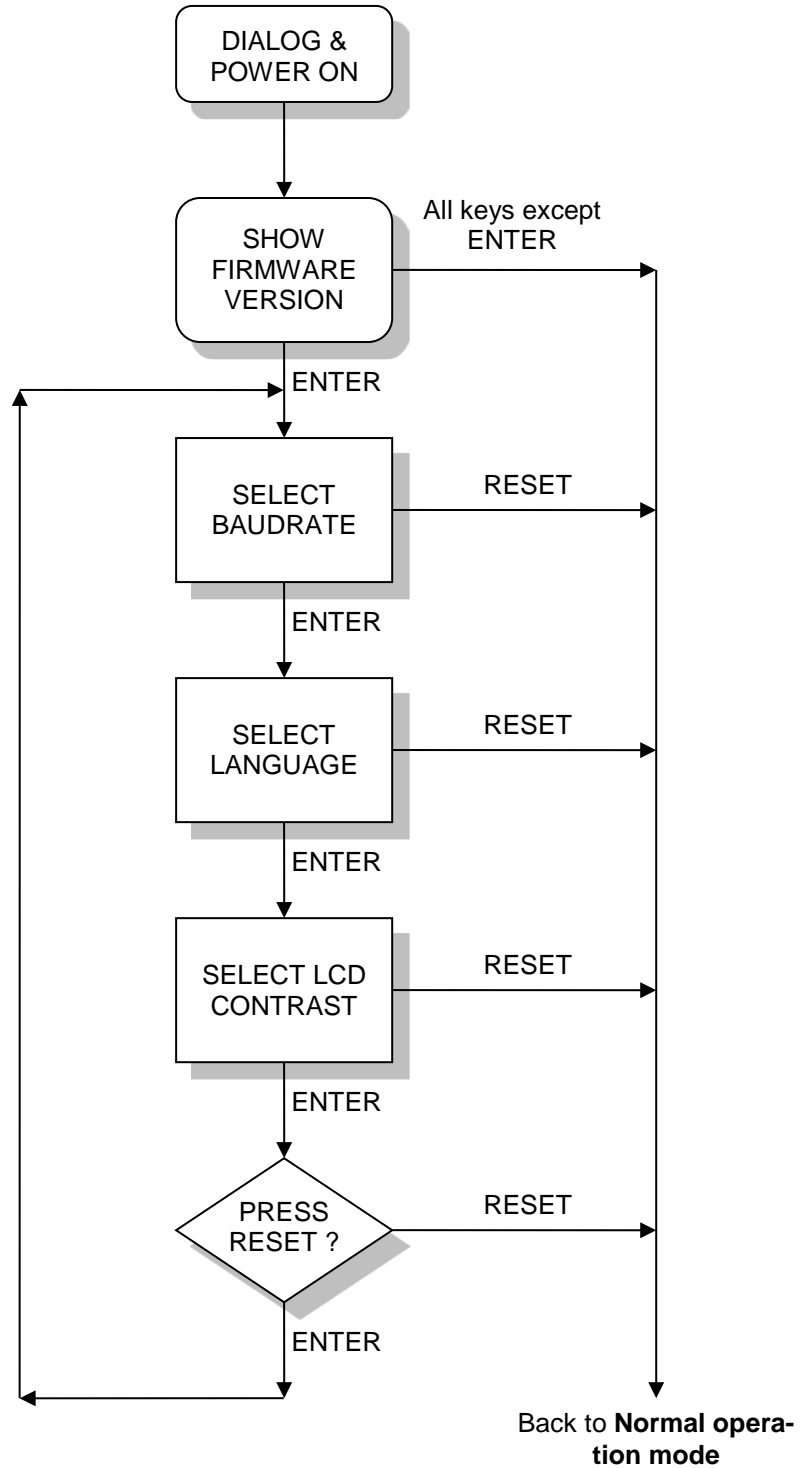 DIALOG &
POWER ON
All keys except
ENTER
SHOW
FIRMWARE
VERSION
ENTER
SELECT
BAUDRATE
RESET
ENTER
SELECT
LANGUAGE
RESET
ENTER
SELECT LCD
CONTRAST
RESET
ENTER
PRESS
RESET ?
RESET
ENTER
Back to Normal opera-
tion mode